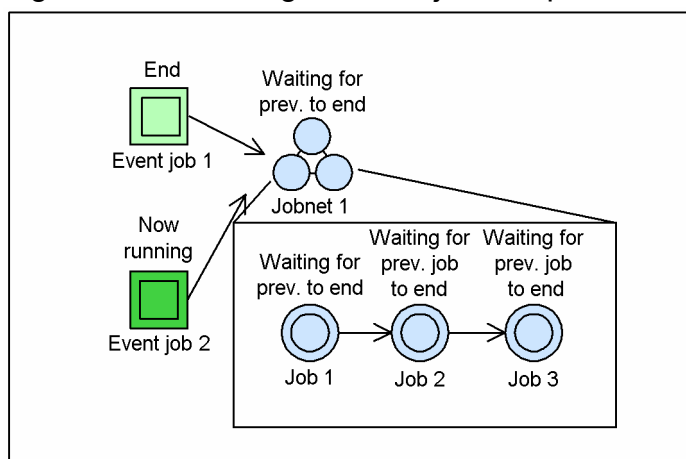 End
Waiting for
prev. to end
Event job 1
Jobnet 1
Now
running
Event job 2
Waiting for
prev. to end
Waiting for
prev. job
to end
Waiting for
prev. job
to end
Job 1
Job 2
Job 3